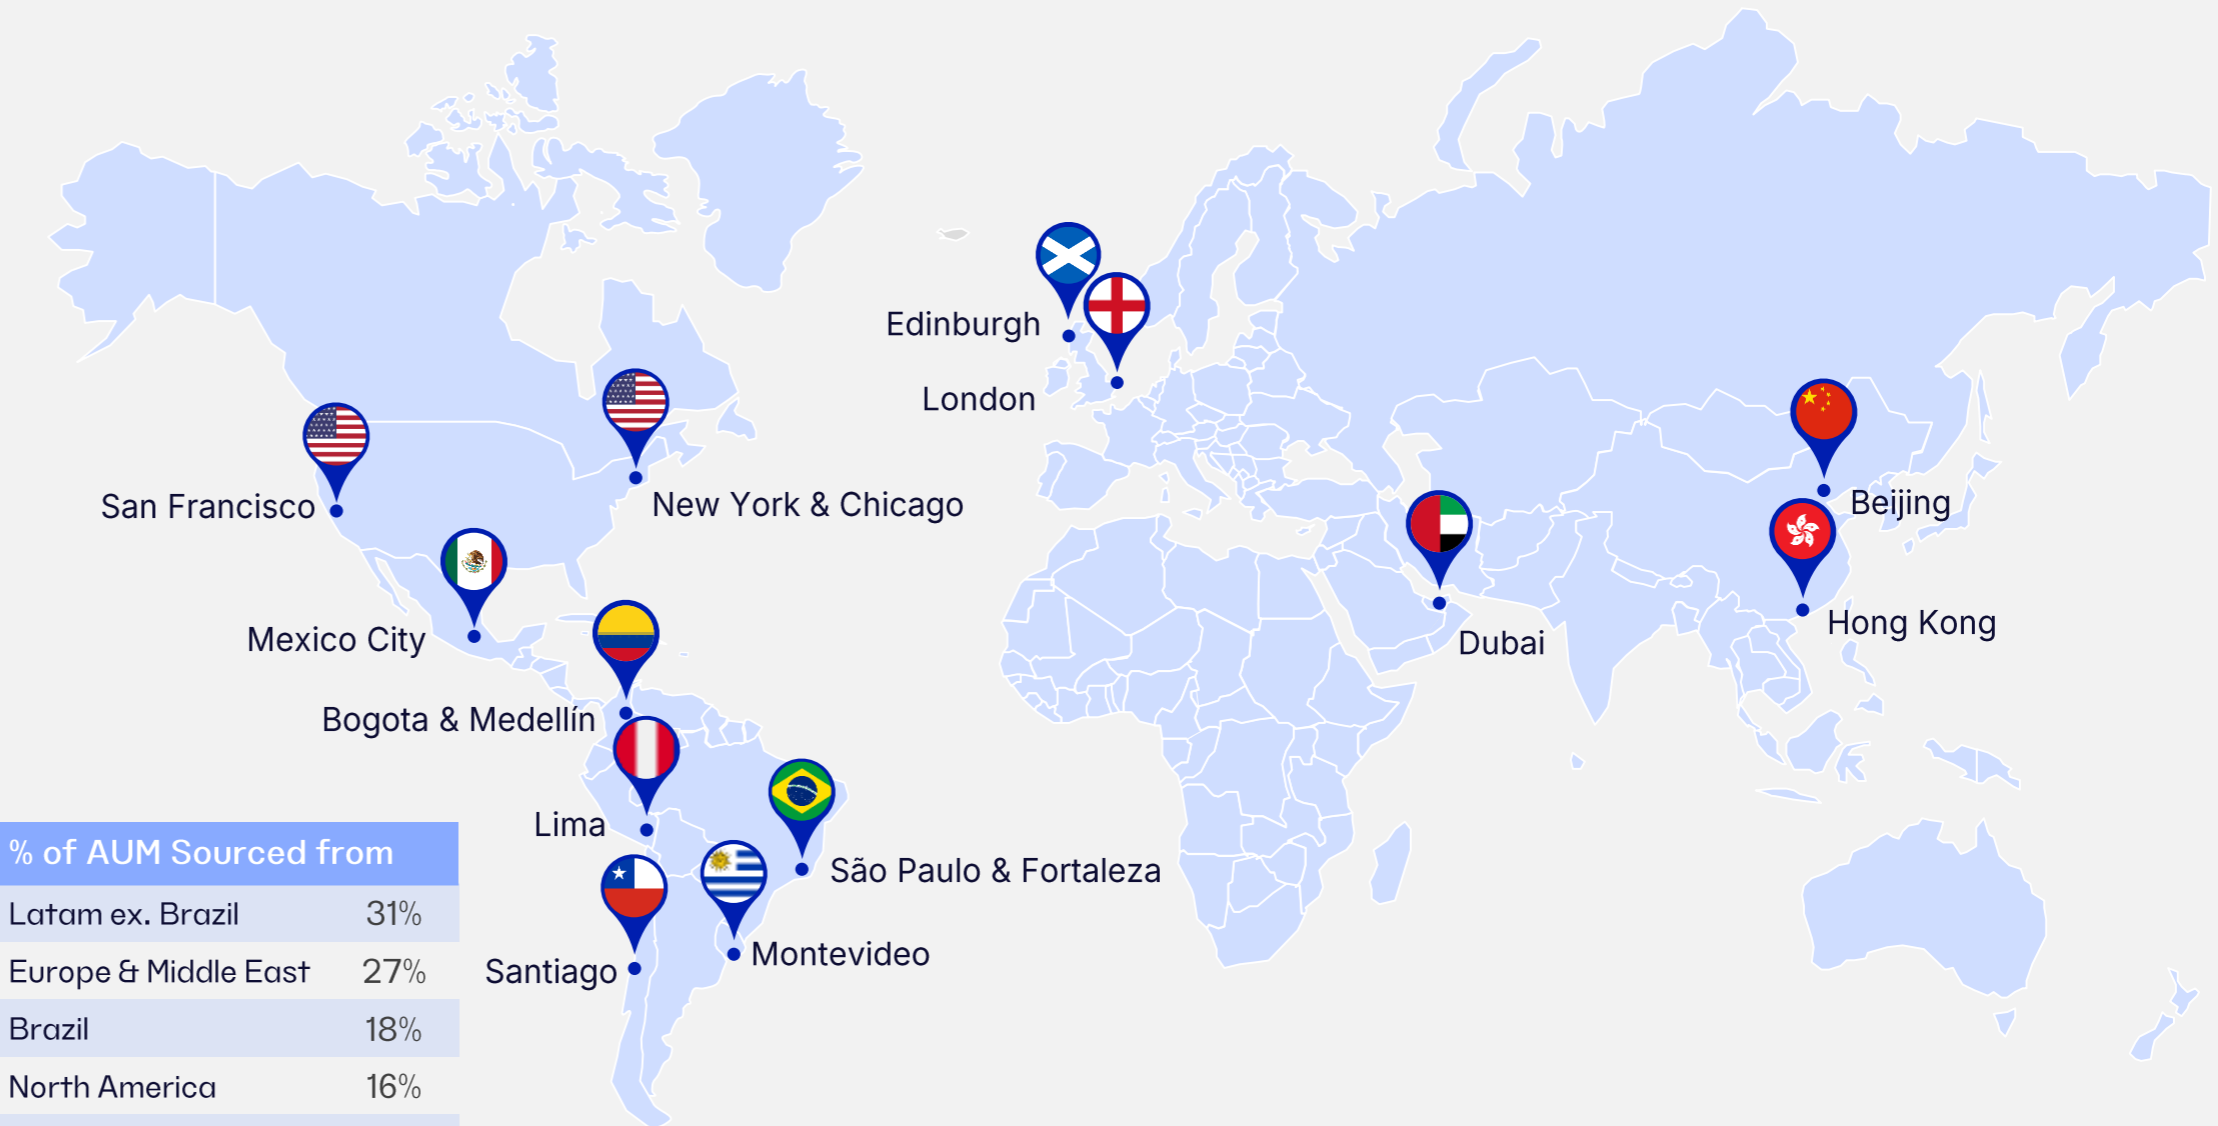 Edinburgh
London
San Francisco
New York & Chicago
Beijing
Mexico City
Dubai
Hong Kong
Bogota & Medellín
Lima
São Paulo & Fortaleza
Santiago
Montevideo
% of AUM Sourced from
Latam ex. Brazil 31%
Europe & Middle East 27%
Brazil 18%
North America 16%